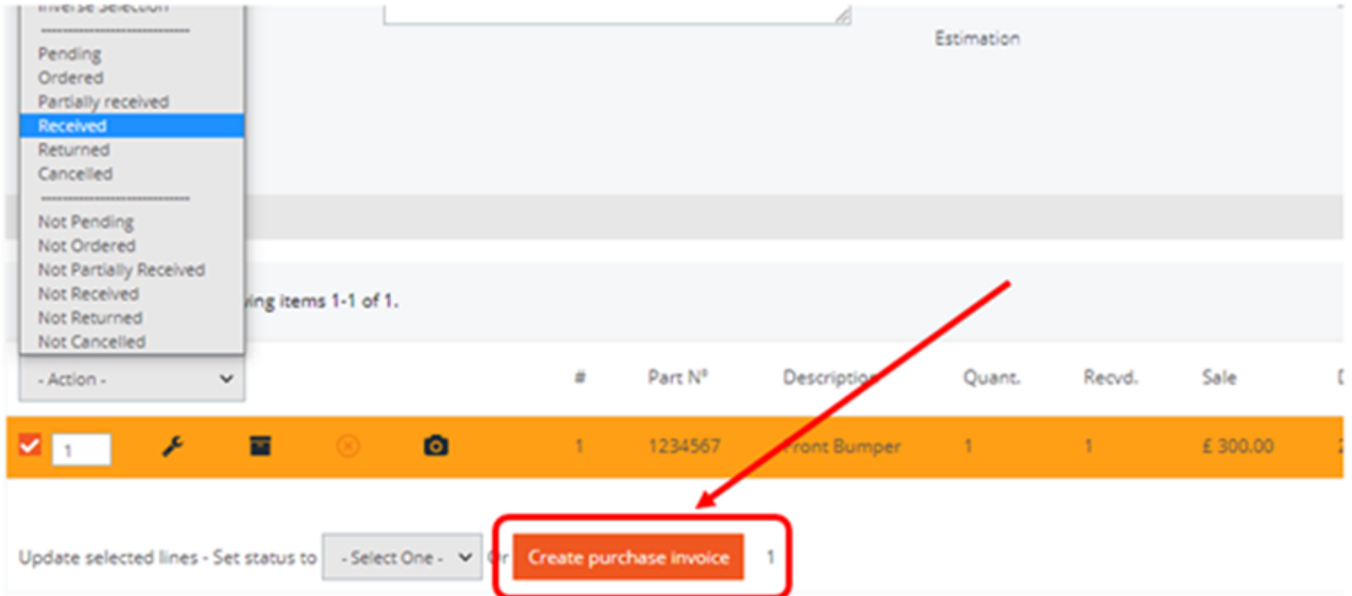 Inverse Selection
Estimation
Pending
Ordered
Partially received
Received
Returned
Cancelled
Not Pending
Not Ordered
Not Partially Received
Not Received
Not Returned
Not Cancelled
ving items 1-1 of 1.
- Action - # Part Nº Description Quant. Recvd. Sale
1 1 1234567 Front Bumper 1 1 £ 300.00
Update selected lines - Set status to - Select One - Or Create purchase invoice 1